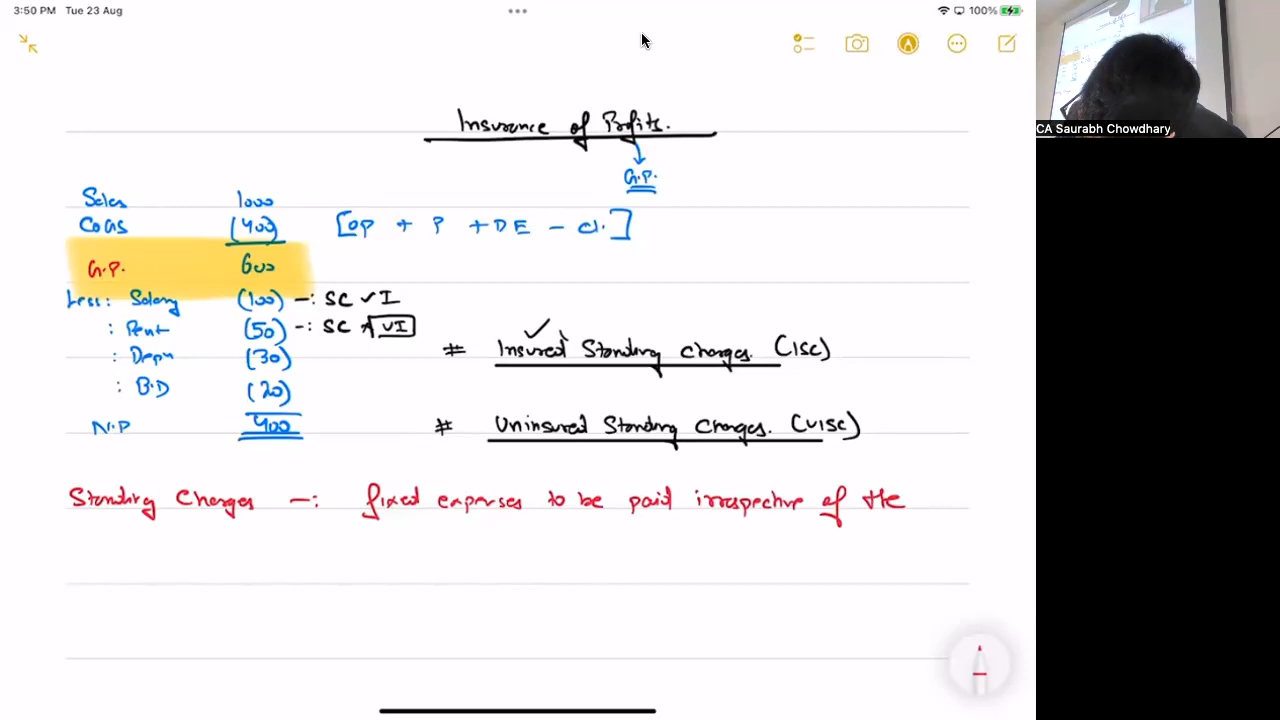 3:50 PM Tue 23 Aug
100%
Insurance of Profits.
G.P.
Sales 1000
COGS (400) [OP + P + DE - Cl.]
G.P. 600
Less: Salary (100) -: SC ✓ I
: Rent (50) -: SC UI
: Depn (30)
: B.D (20)
N.P 400
# Insured Standing Charges. (ISC)
# Uninsured Standing Charges. (UISC)
Standing Charges -: fixed expenses to be paid irrespective of the
CA Saurabh Chowdhary